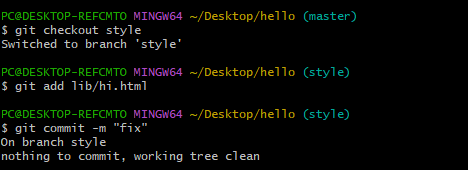 PC@DESKTOP-REFCMTO MINGW64 ~/Desktop/hello (master)
$ git checkout style
Switched to branch 'style'
PC@DESKTOP-REFCMTO MINGW64 ~/Desktop/hello (style)
$ git add lib/hi.html
PC@DESKTOP-REFCMTO MINGW64 ~/Desktop/hello (style)
$ git commit -m "fix"
On branch style
nothing to commit, working tree clean